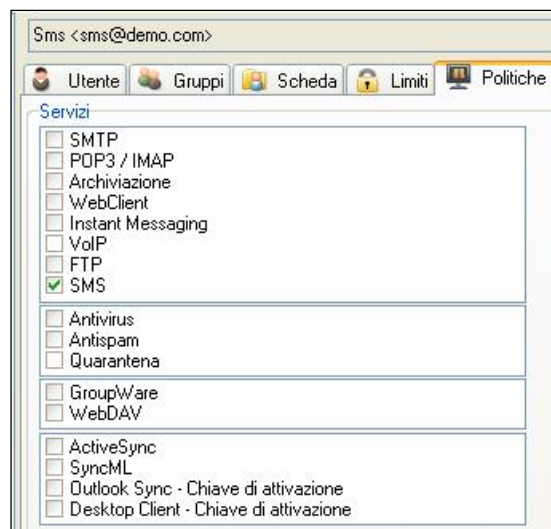 Sms <sms@demo.com>
Utente Gruppi Scheda Limiti Politiche
Servizi
SMTP
POP3 / IMAP
Archiviazione
WebClient
Instant Messaging
VoIP
FTP
SMS
Antivirus
Antispam
Quarantena
GroupWare
WebDAV
ActiveSync
SyncML
Outlook Sync - Chiave di attivazione
Desktop Client - Chiave di attivazione